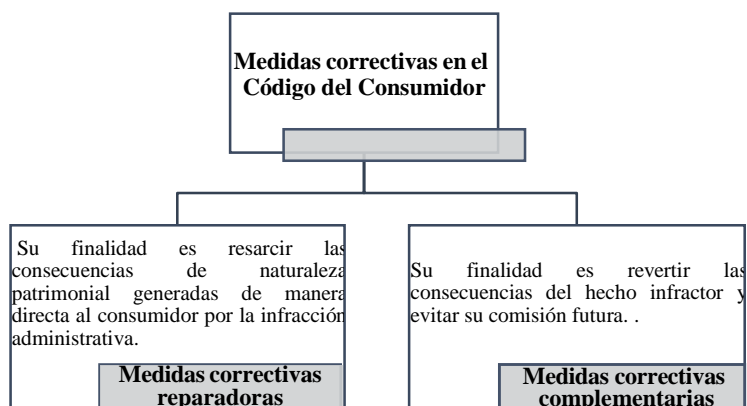 Medidas correctivas en el
Código del Consumidor
Su finalidad es resarcir las
consecuencias de naturaleza
patrimonial generadas de manera
directa al consumidor por la infracción
administrativa.
Medidas correctivas
reparadoras
Su finalidad es revertir las
consecuencias del hecho infractor y
evitar su comisión futura. .
Medidas correctivas
complementarias